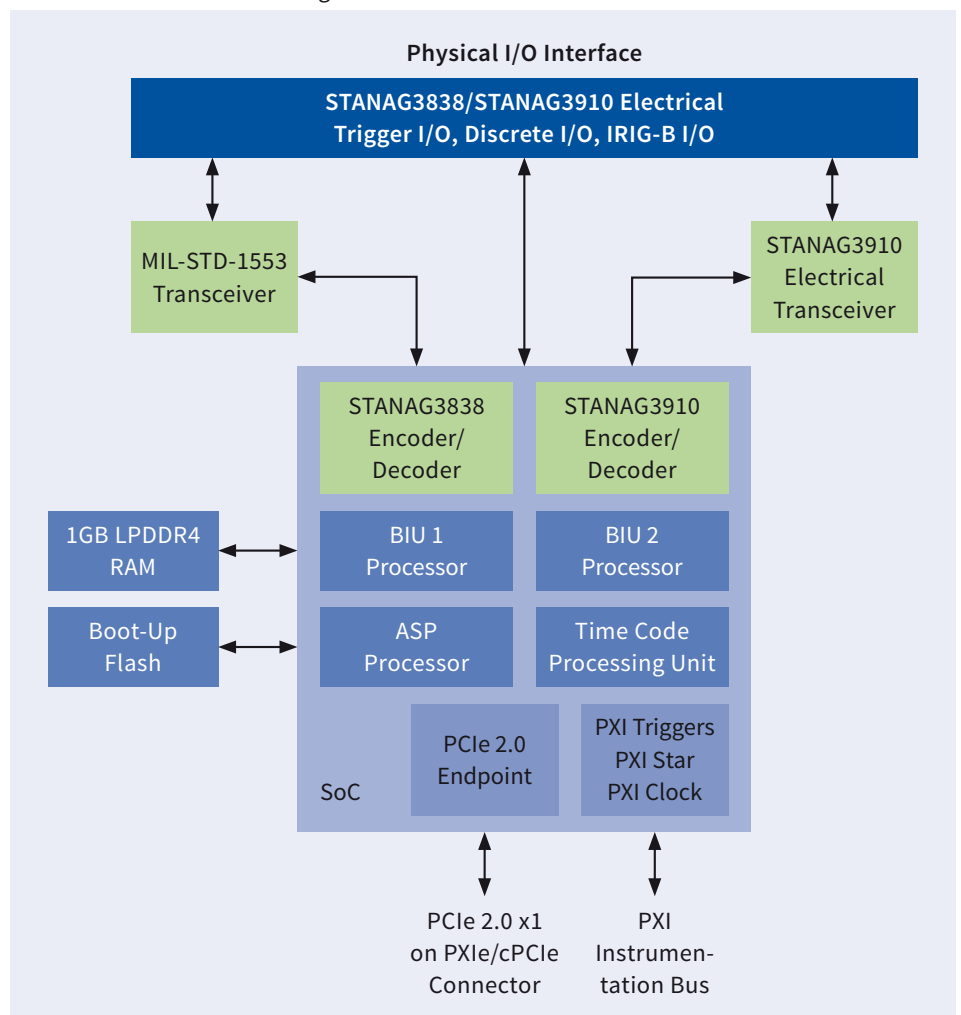 Physical I/O Interface
STANAG3838/STANAG3910 Electrical
Trigger I/O, Discrete I/O, IRIG-B I/O
MIL-STD-1553
Transceiver
STANAG3910
Electrical
Transceiver
STANAG3838
Encoder/
Decoder
STANAG3910
Encoder/
Decoder
1GB LPDDR4
RAM
BIU 1
Processor
BIU 2
Processor
Boot-Up
Flash
ASP
Processor
Time Code
Processing Unit
PCIe 2.0
Endpoint
PXI Triggers
PXI Star
PXI Clock
SoC
PCIe 2.0 x1
on PXIe/cPCIe
Connector
PXI
Instrumen-
tation Bus